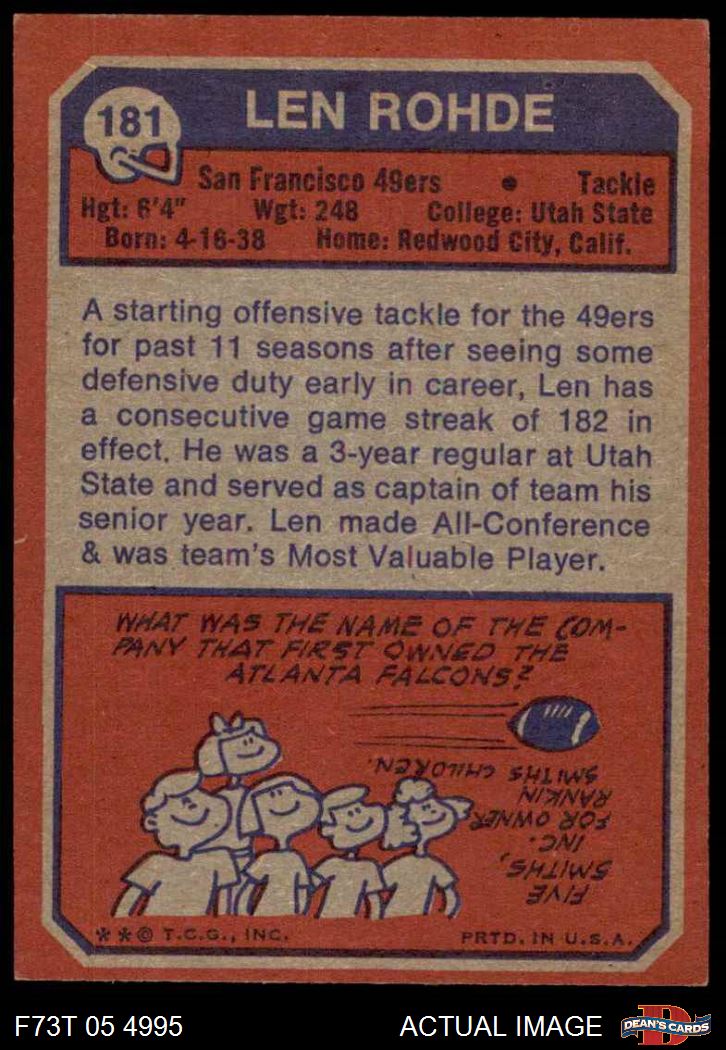 181
LEN ROHDE
San Francisco 49ers • Tackle
Hgt: 6'4" Wgt: 248 College: Utah State
Born: 4-16-38 Home: Redwood City, Calif.
A starting offensive tackle for the 49ers
for past 11 seasons after seeing some
defensive duty early in career, Len has
a consecutive game streak of 182 in
effect. He was a 3-year regular at Utah
State and served as captain of team his
senior year. Len made All-Conference
& was team's Most Valuable Player.
WHAT WAS THE NAME OF THE COM-
PANY THAT FIRST OWNED THE
ATLANTA FALCONS?
FIVE
SMITHS,
INC.
FOR OWNER
RANKIN
SMITHS CHILDREN.
**© T.C.G., INC. PRTD. IN U.S.A.
F73T 05 4995 ACTUAL IMAGE
D
DEAN'S CARDS